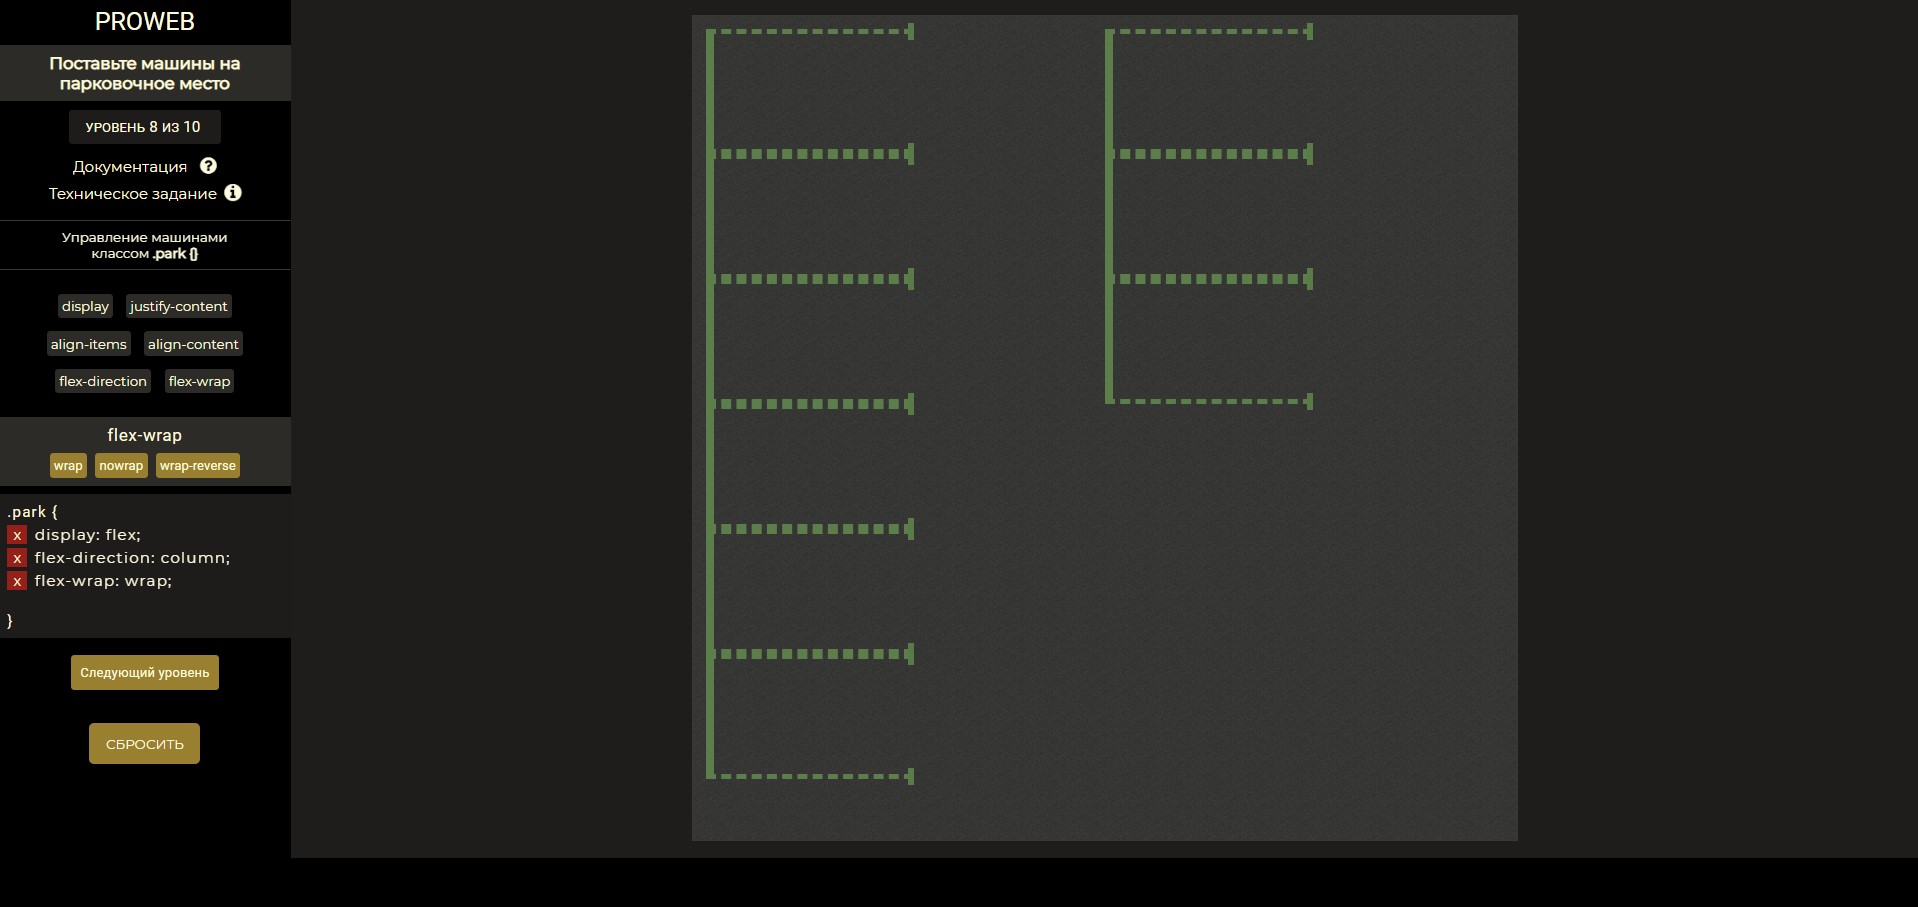 PROWEB
Поставьте машины на
парковочное место
УРОВЕНЬ 8 ИЗ 10
Документация ?
Техническое задание i
Управление машинами
классом .park {}
display justify-content
align-items align-content
flex-direction flex-wrap
flex-wrap
wrap nowrap wrap-reverse
.park {
x display: flex;
x flex-direction: column;
x flex-wrap: wrap;
}
Следующий уровень
СБРОСИТЬ